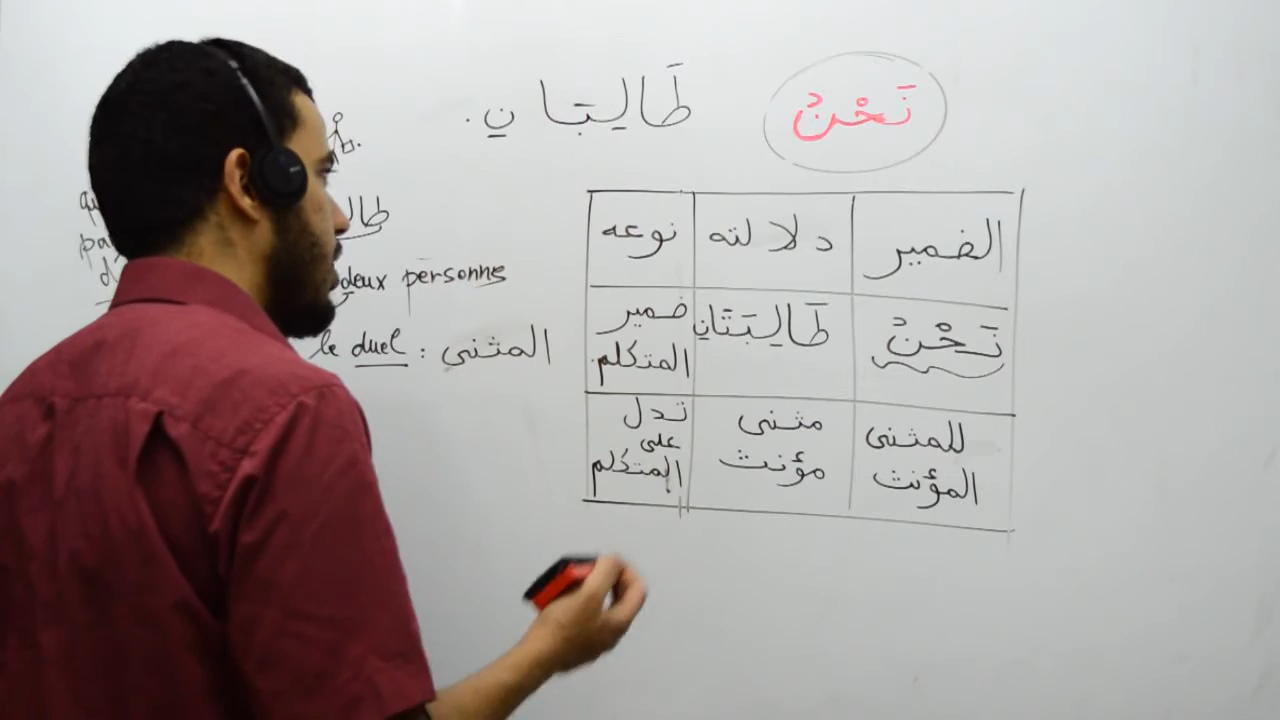 نَحْنُ طَالِبَانِ.
الضمير دلالته نوعه
نَحْنُ طَالِبَتَانِ ضمير
المتكلم.
للمثنى مثنى تدل
المؤنث مؤنث على
المتكلم
deux personnes
le duel : المثنى